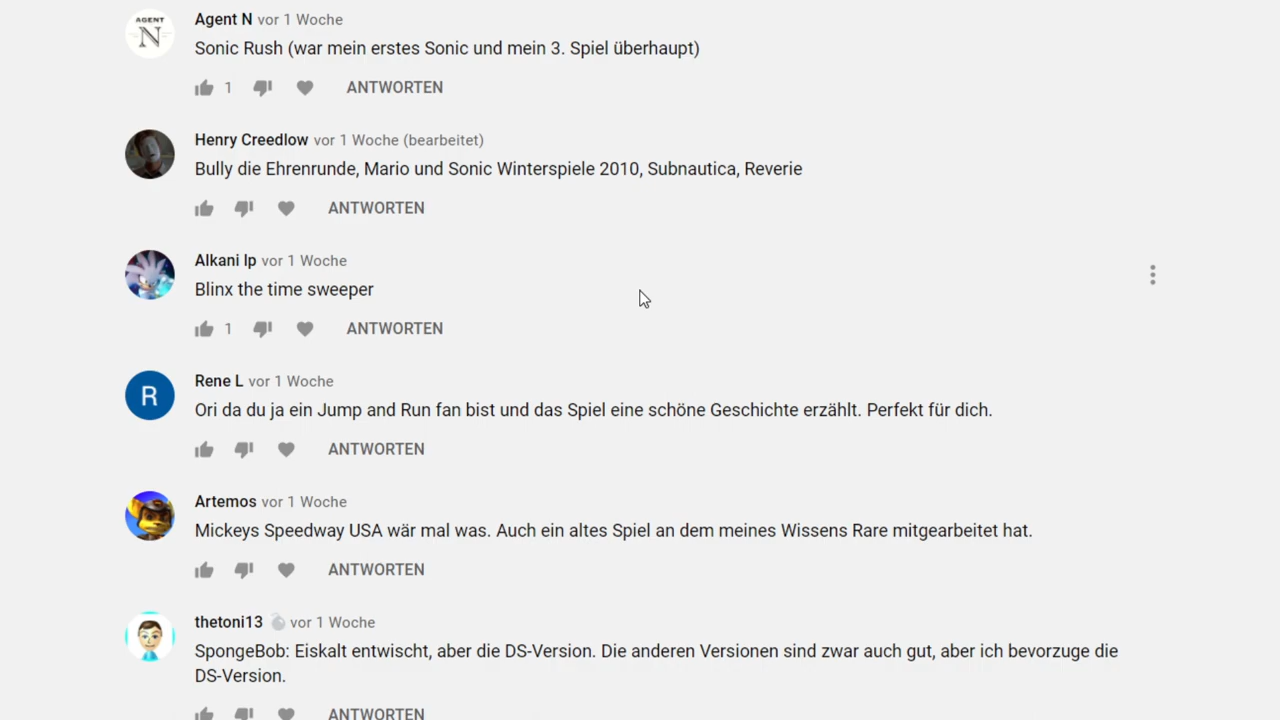 AGENT
N
Agent N vor 1 Woche
Sonic Rush (war mein erstes Sonic und mein 3. Spiel überhaupt)
1 ANTWORTEN
Henry Creedlow vor 1 Woche (bearbeitet)
Bully die Ehrenrunde, Mario und Sonic Winterspiele 2010, Subnautica, Reverie
ANTWORTEN
Alkani lp vor 1 Woche
Blinx the time sweeper
1 ANTWORTEN
R
Rene L vor 1 Woche
Ori da du ja ein Jump and Run fan bist und das Spiel eine schöne Geschichte erzählt. Perfekt für dich.
ANTWORTEN
Artemos vor 1 Woche
Mickeys Speedway USA wär mal was. Auch ein altes Spiel an dem meines Wissens Rare mitgearbeitet hat.
ANTWORTEN
thetoni13 vor 1 Woche
SpongeBob: Eiskalt entwischt, aber die DS-Version. Die anderen Versionen sind zwar auch gut, aber ich bevorzuge die
DS-Version.
ANTWORTEN